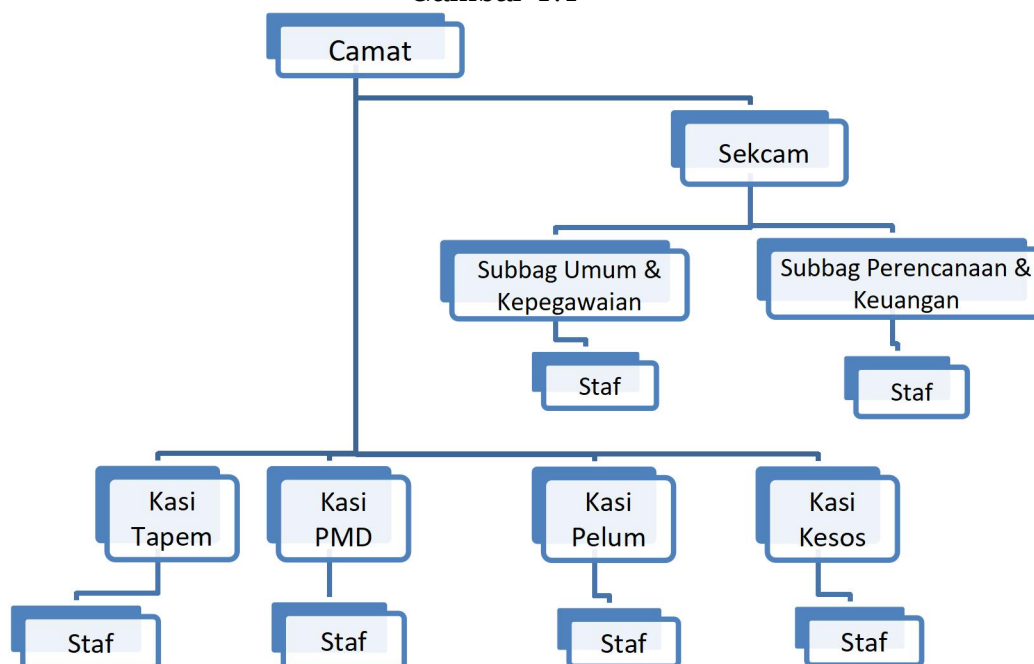 Camat
Sekcam
Subbag Umum &
Kepegawaian
Subbag Perencanaan &
Keuangan
Staf
Staf
Kasi
Tapem
Kasi
PMD
Kasi
Pelum
Kasi
Kesos
Staf
Staf
Staf
Staf